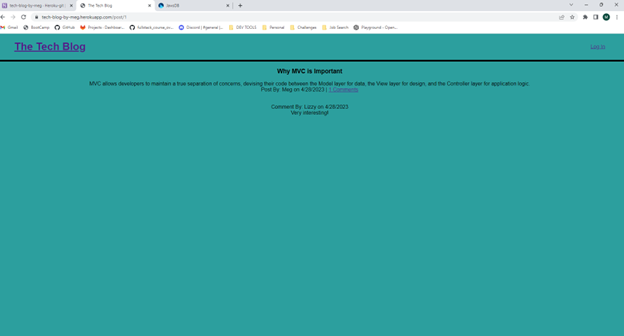 tech-blog-by-meg - Heroku-git
The Tech Blog
JawsDB
tech-blog-by-meg.herokuapp.com/post/1
Gmail BootCamp GitHub Projects · Dashboar... fullstack_course_m... Discord | #general | ... DEV TOOLS Personal Challenges Job Search Playground - Open...
The Tech Blog
Log In
Why MVC is Important
MVC allows developers to maintain a true separation of concerns, devising their code between the Model layer for data, the View layer for design, and the Controller layer for application logic.
Post By: Meg on 4/28/2023 | 1 Comments
Comment By: Lizzy on 4/28/2023
Very interesting!!